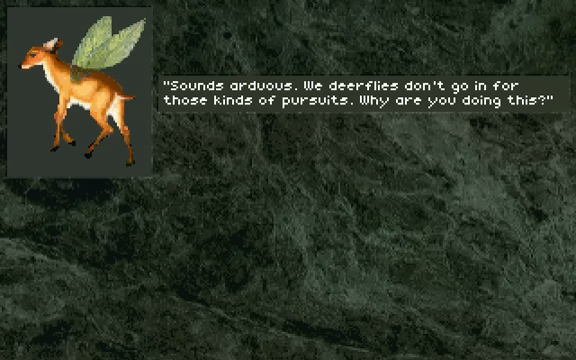 "Sounds arduous. We deerflies don't go in for
those kinds of pursuits. Why are you doing this?"